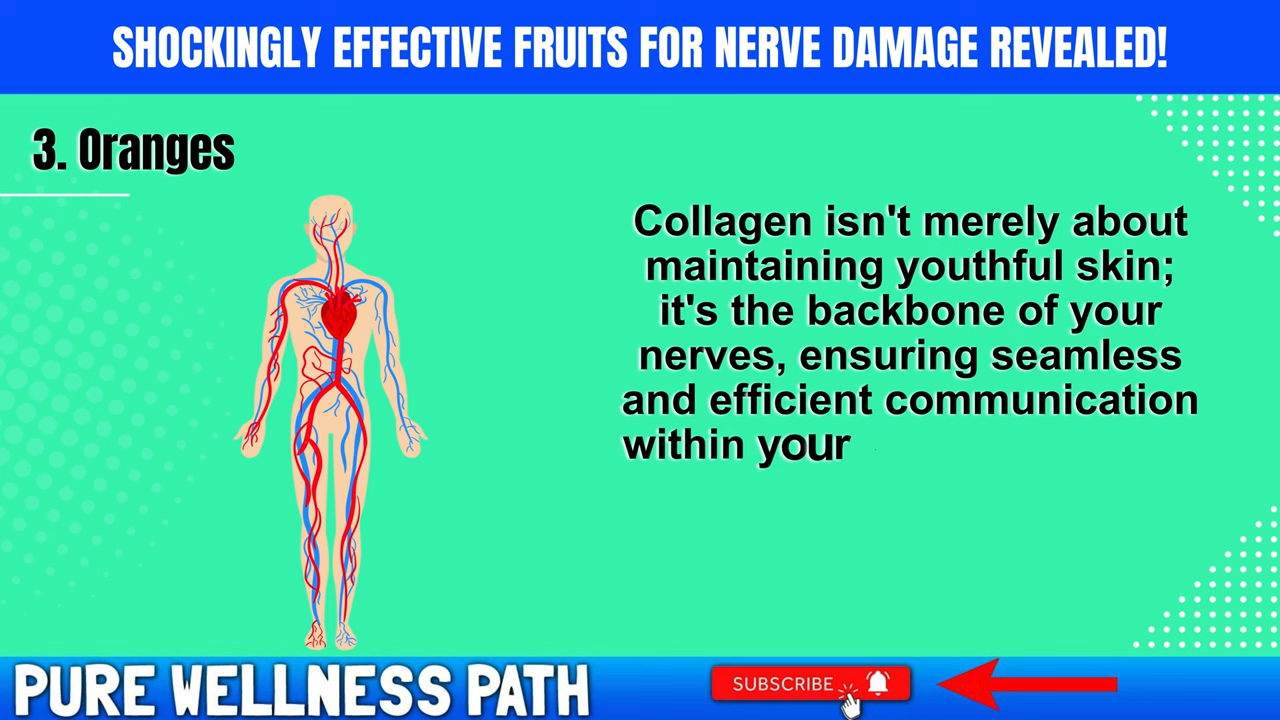 SHOCKINGLY EFFECTIVE FRUITS FOR NERVE DAMAGE REVEALED!
3. Oranges
Collagen isn't merely about
maintaining youthful skin;
it's the backbone of your
nerves, ensuring seamless
and efficient communication
within your
PURE WELLNESS PATH
SUBSCRIBE